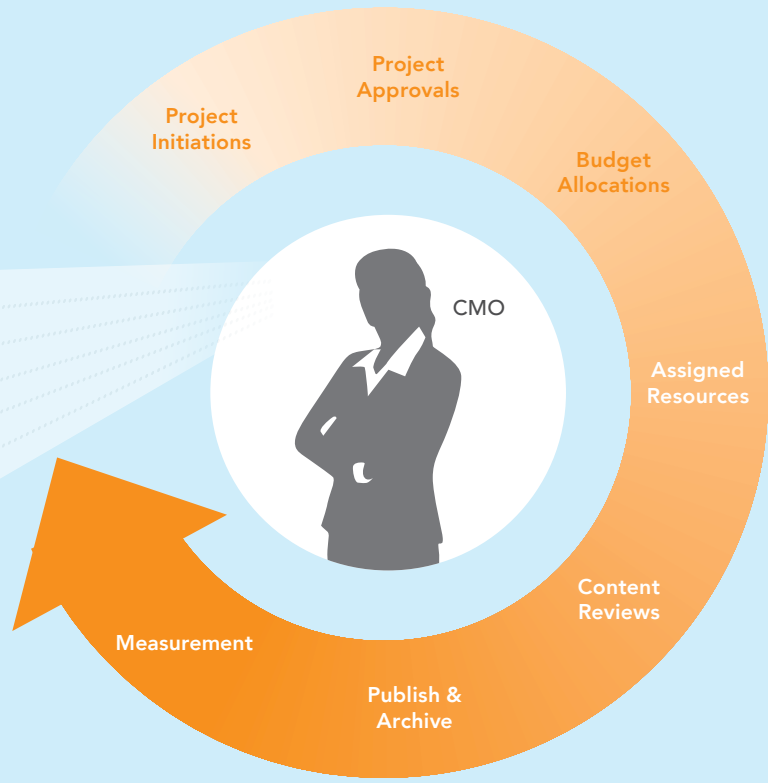 Project
Initiations
Project
Approvals
Budget
Allocations
CMO
Assigned
Resources
Content
Reviews
Publish &
Archive
Measurement